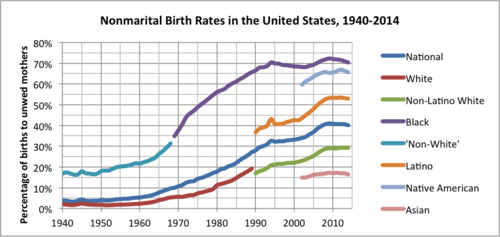 Nonmarital Birth Rates in the United States, 1940-2014
Percentage of births to unwed mothers
80%
70%
60%
50%
40%
30%
20%
10%
0%
1940
1950
1960
1970
1980
1990
2000
2010
National
White
Non-Latino White
Black
'Non-White'
Latino
Native American
Asian